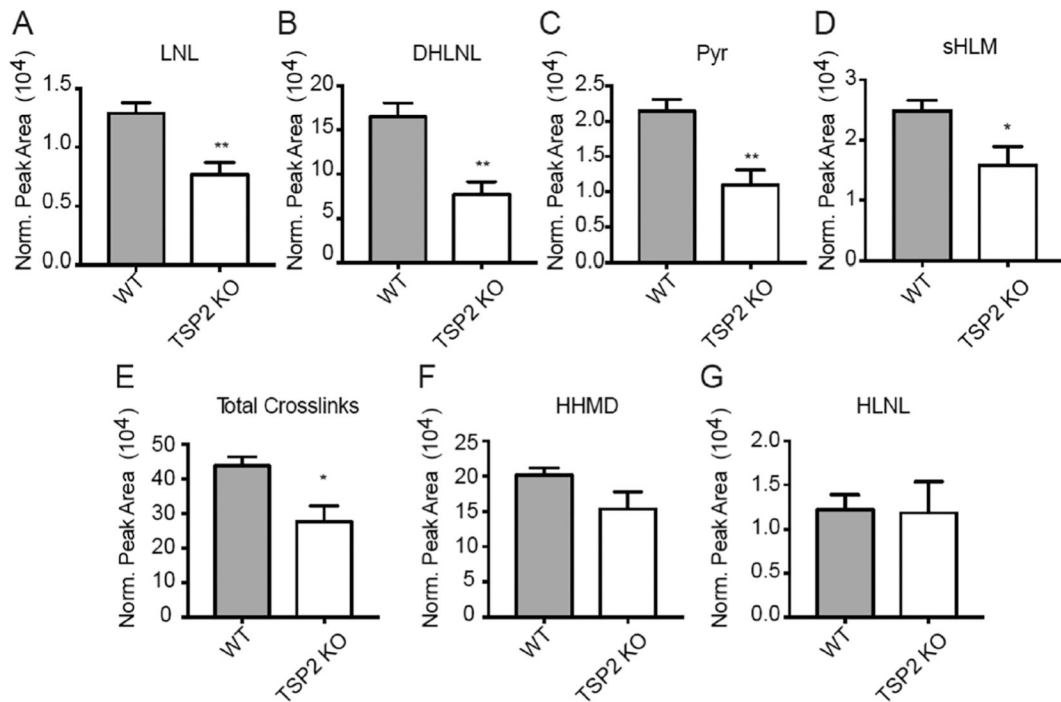 A
LNL
Norm. Peak Area (10⁴)
1.5
1.0
0.5
0.0
**
WT
TSP2 KO
B
DHLNL
Norm. Peak Area (10⁴)
20
15
10
5
0
**
WT
TSP2 KO
C
Pyr
Norm. Peak Area (10⁴)
2.5
2.0
1.5
1.0
0.5
0.0
**
WT
TSP2 KO
D
sHLM
Norm. Peak Area (10⁴)
3
2
1
0
*
WT
TSP2 KO
E
Total Crosslinks
Norm. Peak Area (10⁴)
50
40
30
20
10
0
*
WT
TSP2 KO
F
HHMD
Norm. Peak Area (10⁴)
25
20
15
10
5
0
WT
TSP2 KO
G
HLNL
Norm. Peak Area (10⁴)
2.0
1.5
1.0
0.5
0.0
WT
TSP2 KO